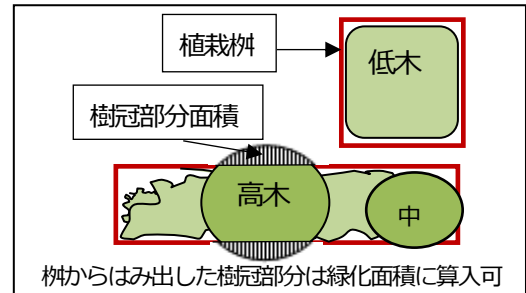 植栽桝
低木
樹冠部分面積
高木
中
桝からはみ出した樹冠部分は緑化面積に算入可